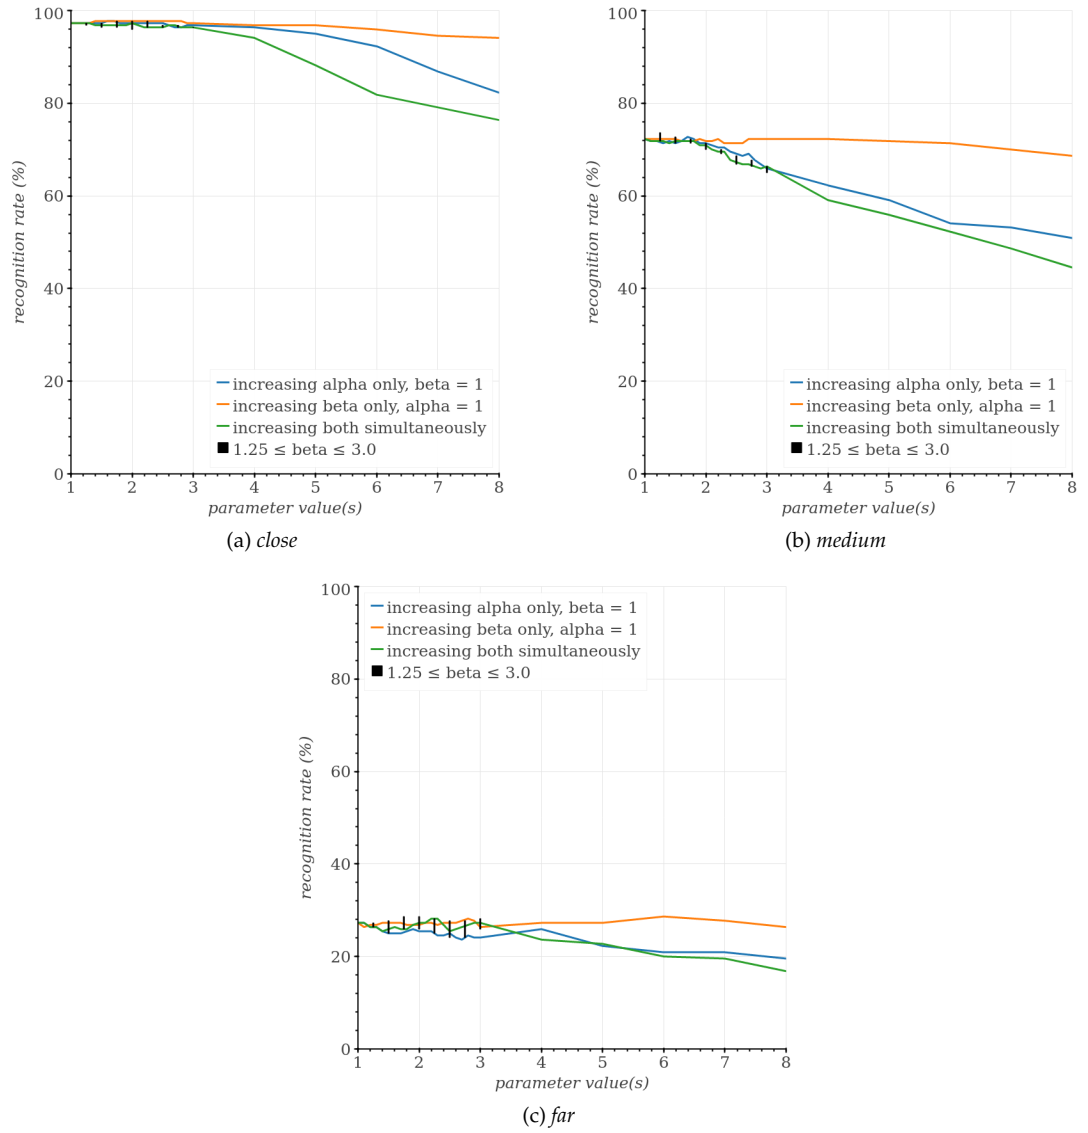 100
80
60
40
20
0
recognition rate (%)
increasing alpha only, beta = 1
increasing beta only, alpha = 1
increasing both simultaneously
1.25 ≤ beta ≤ 3.0
1 2 3 4 5 6 7 8
parameter value(s)
(a) close
100
80
60
40
20
0
recognition rate (%)
increasing alpha only, beta = 1
increasing beta only, alpha = 1
increasing both simultaneously
1.25 ≤ beta ≤ 3.0
1 2 3 4 5 6 7 8
parameter value(s)
(b) medium
100
80
60
40
20
0
recognition rate (%)
increasing alpha only, beta = 1
increasing beta only, alpha = 1
increasing both simultaneously
1.25 ≤ beta ≤ 3.0
1 2 3 4 5 6 7 8
parameter value(s)
(c) far